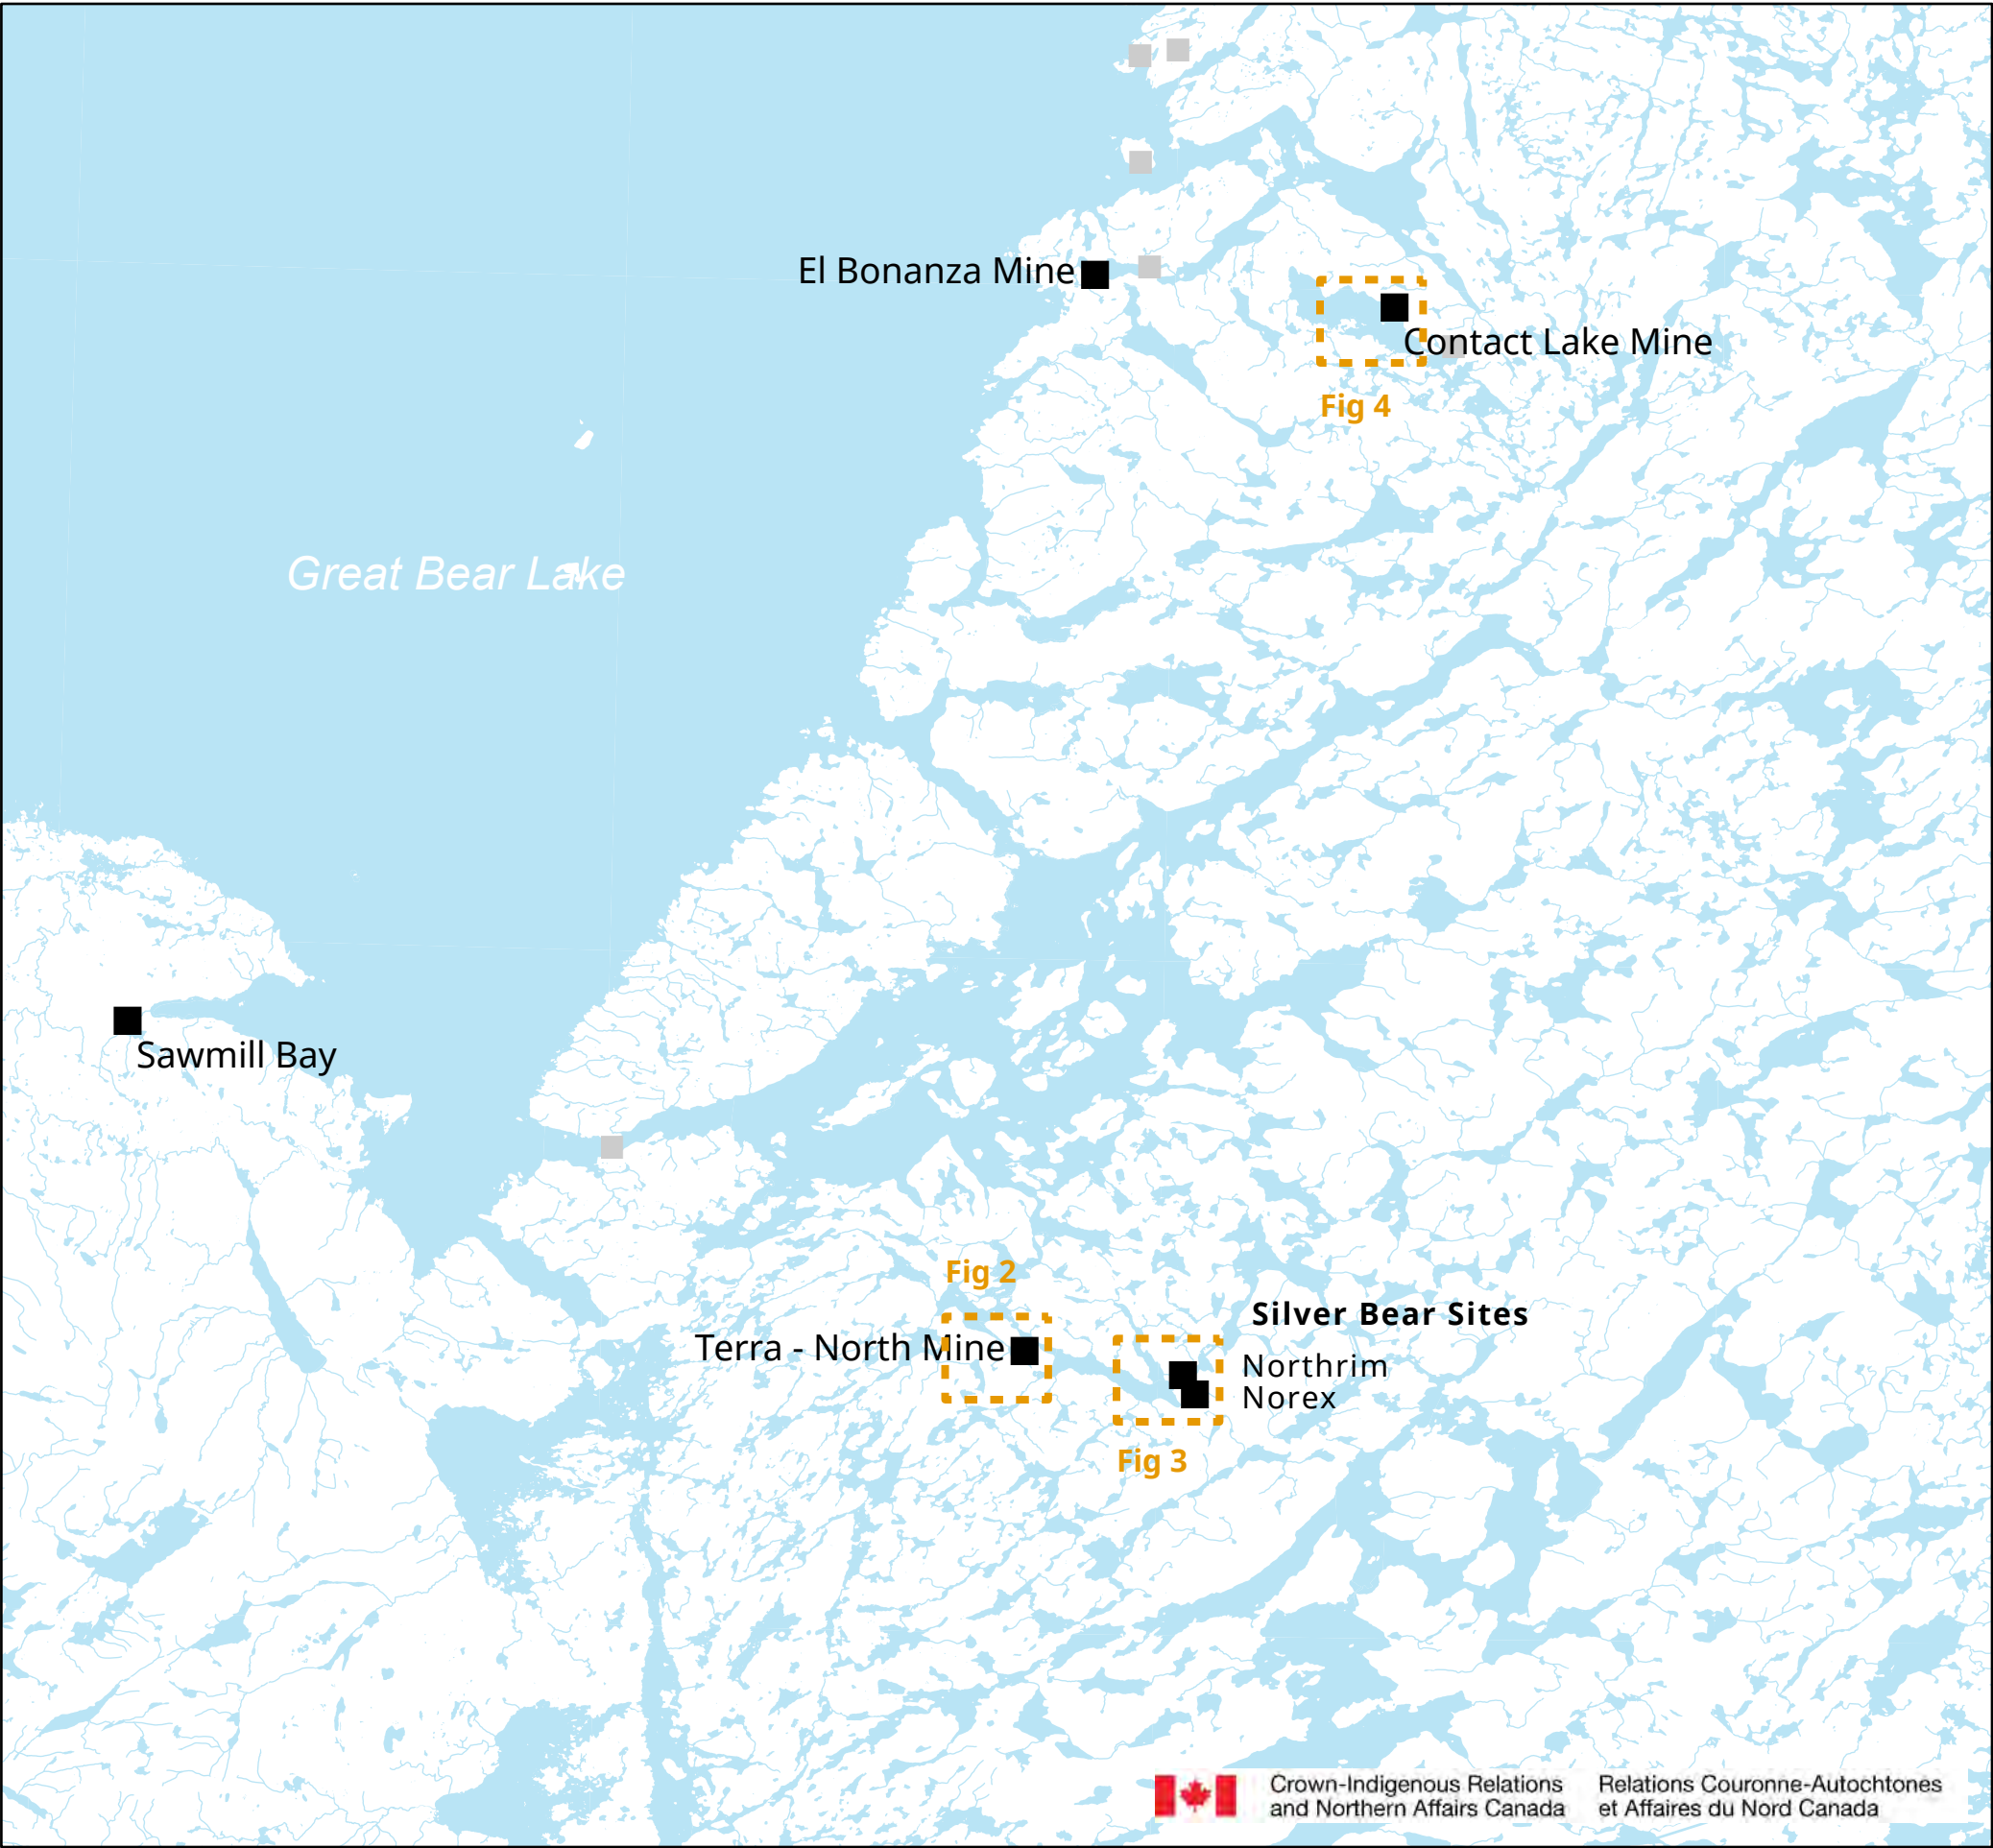 El Bonanza Mine
Contact Lake Mine
Fig 4
Great Bear Lake
Sawmill Bay
Fig 2
Silver Bear Sites
Terra - North Mine
Northrim
Norex
Fig 3
Crown-Indigenous Relations
and Northern Affairs Canada
Relations Couronne-Autochtones
et Affaires du Nord Canada